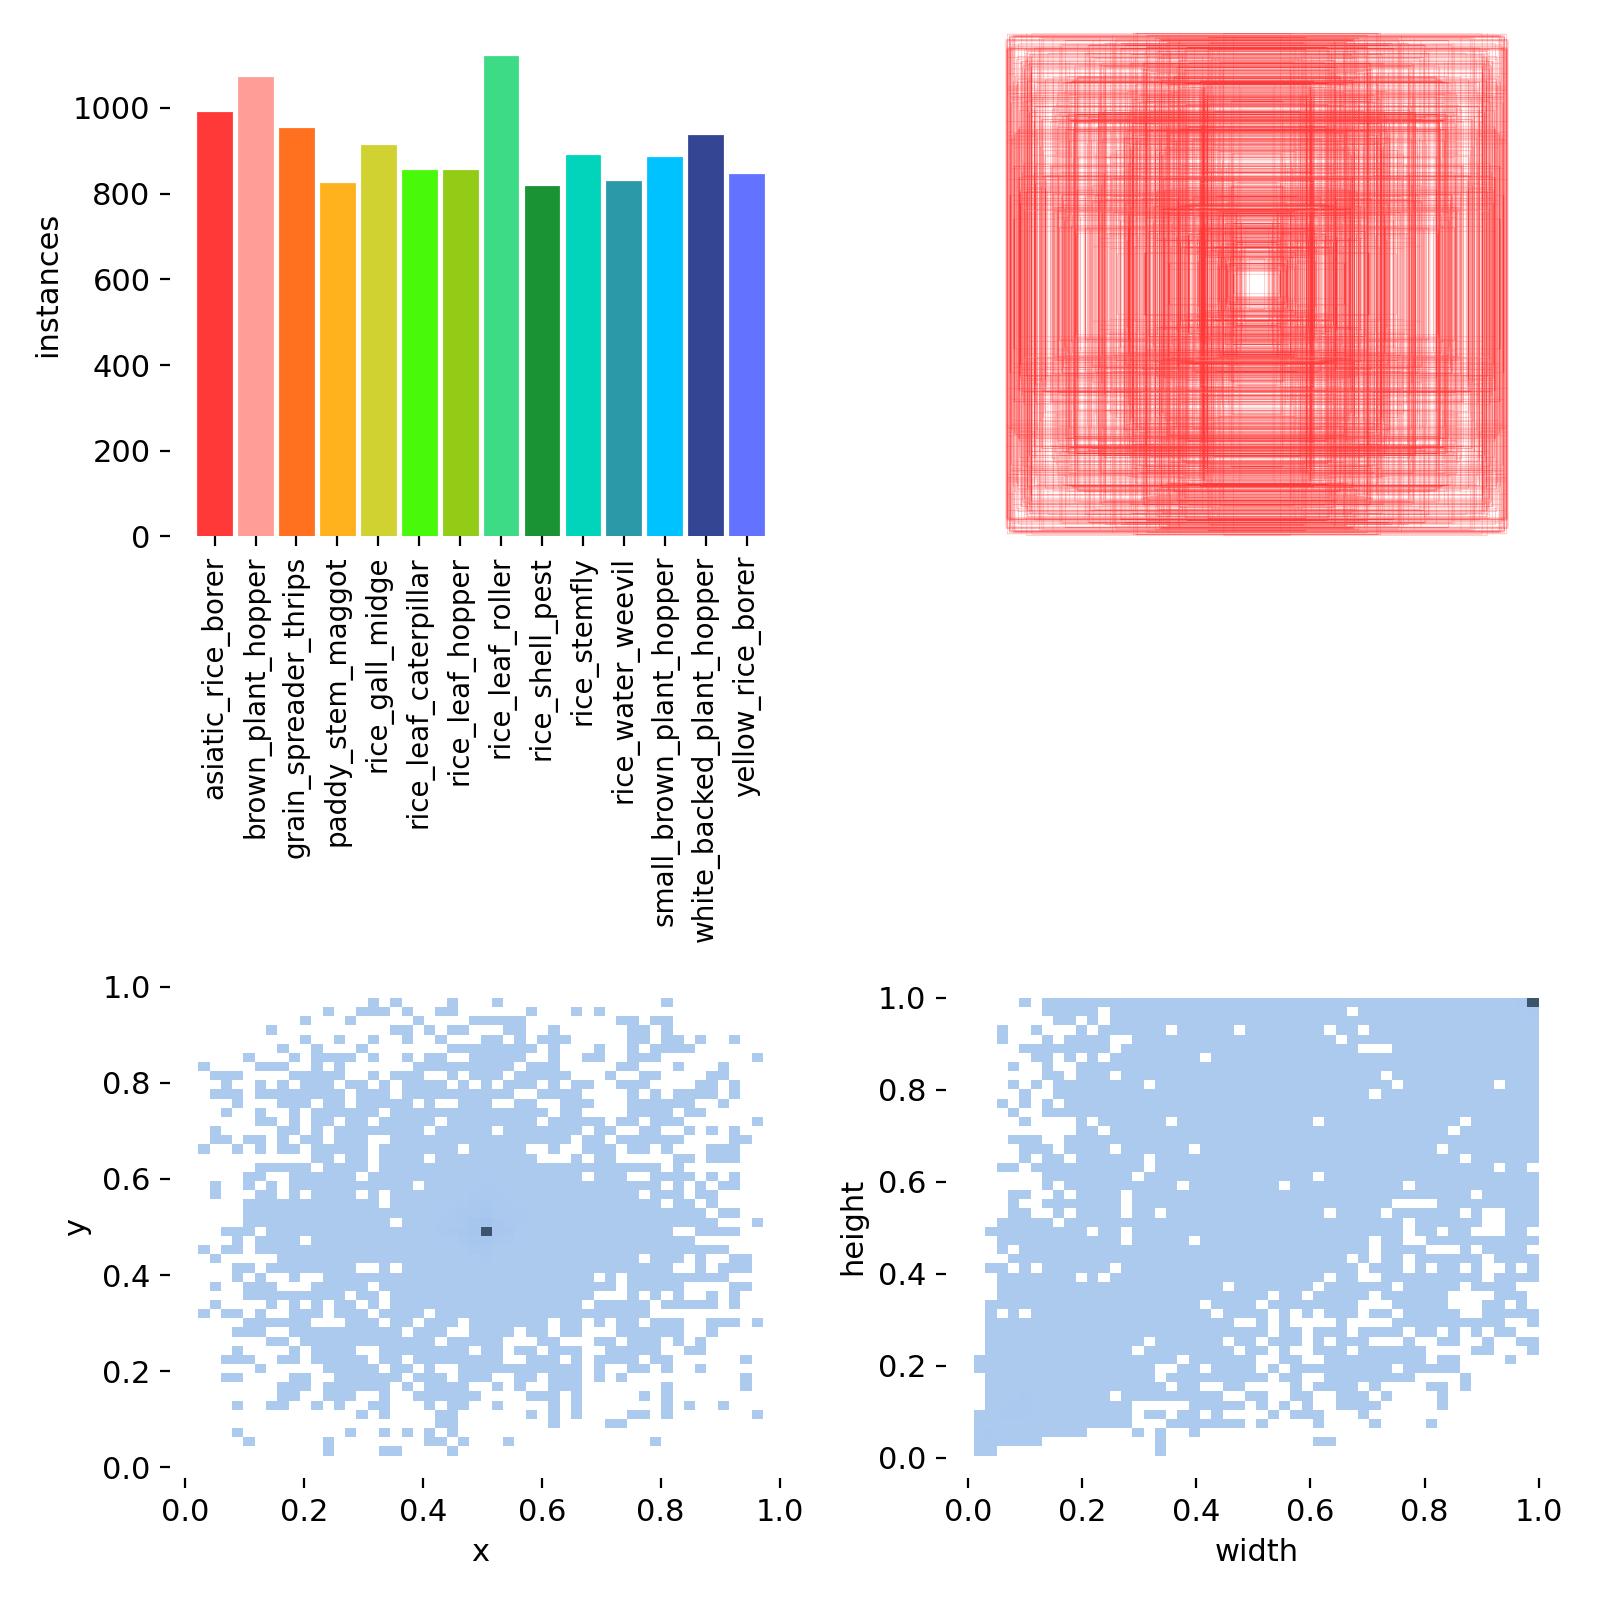 1000
800
600
400
200
0
instances
asiatic_rice_borer
brown_plant_hopper
grain_spreader_thrips
paddy_stem_maggot
rice_gall_midge
rice_leaf_caterpillar
rice_leaf_hopper
rice_leaf_roller
rice_shell_pest
rice_stemfly
rice_water_weevil
small_brown_plant_hopper
white_backed_plant_hopper
yellow_rice_borer
1.0
0.8
0.6
0.4
0.2
0.0
y
0.0 0.2 0.4 0.6 0.8 1.0
x
1.0
0.8
0.6
0.4
0.2
0.0
height
0.0 0.2 0.4 0.6 0.8 1.0
width